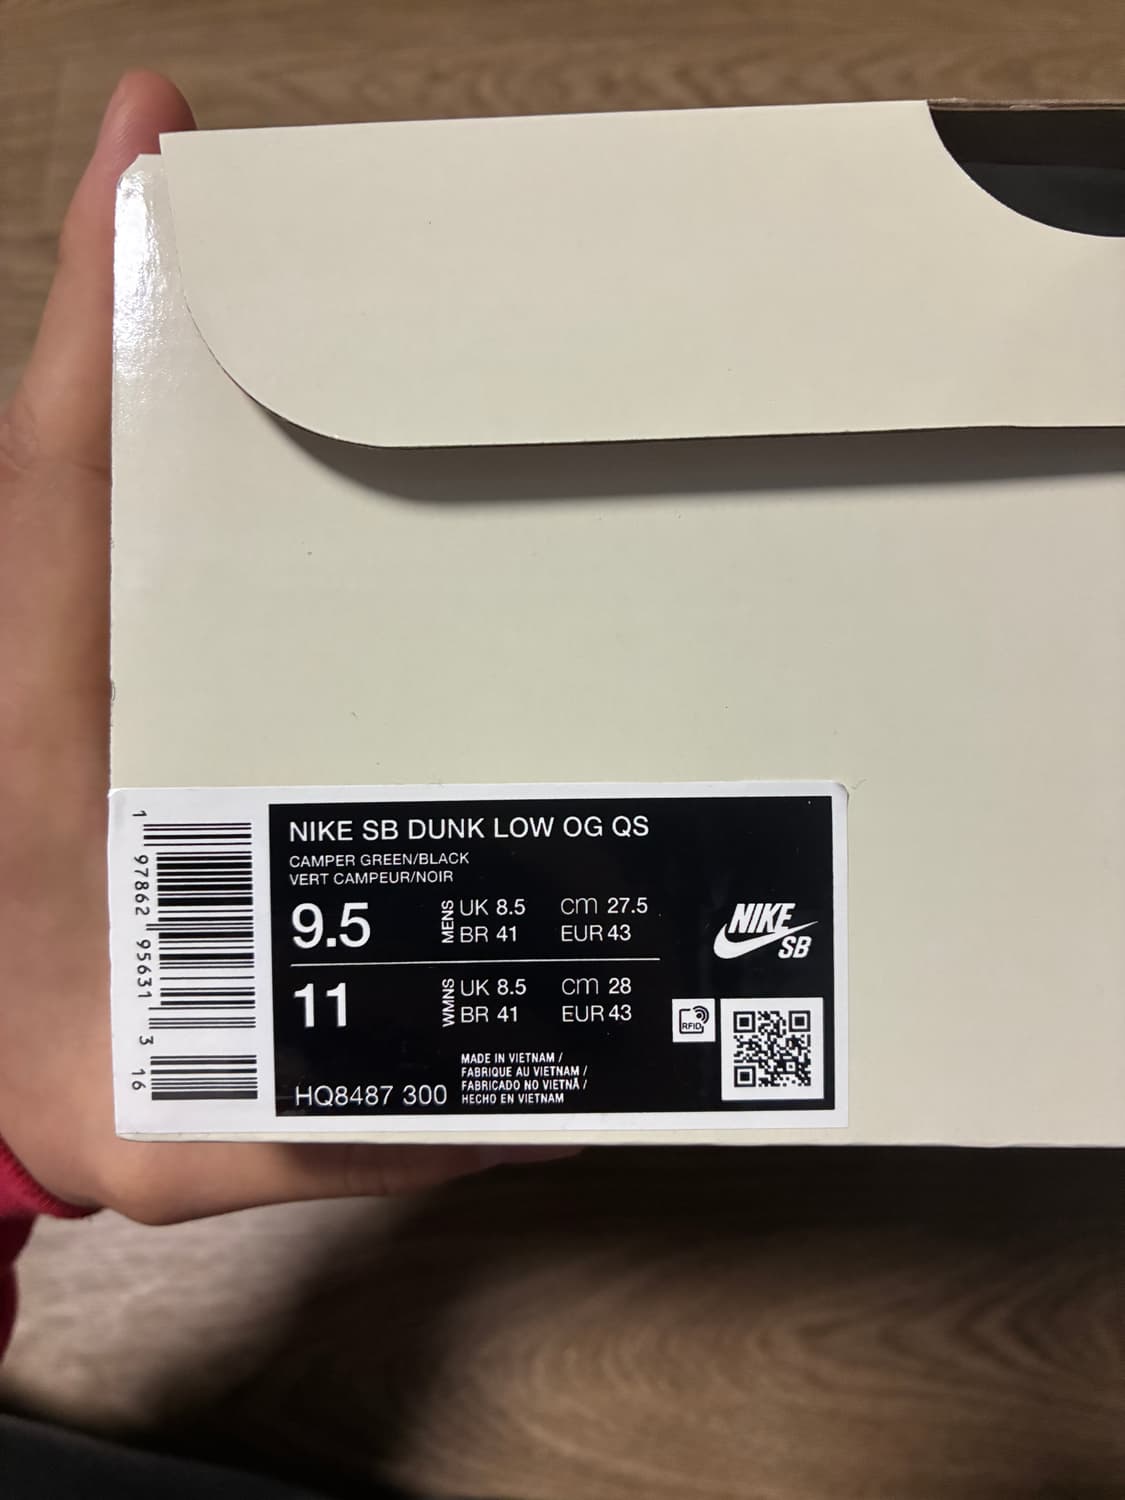 NIKE SB DUNK LOW OG QS
CAMPER GREEN/BLACK
VERT CAMPEUR/NOIR
9.5 MENS UK 8.5 cm 27.5
BR 41 EUR 43
11 WMNS UK 8.5 cm 28
BR 41 EUR 43
MADE IN VIETNAM /
FABRIQUE AU VIETNAM /
FABRICADO NO VIETNÃ /
HECHO EN VIETNAM
HQ8487 300
NIKE
SB
RFID
1 97862 95631 3 16